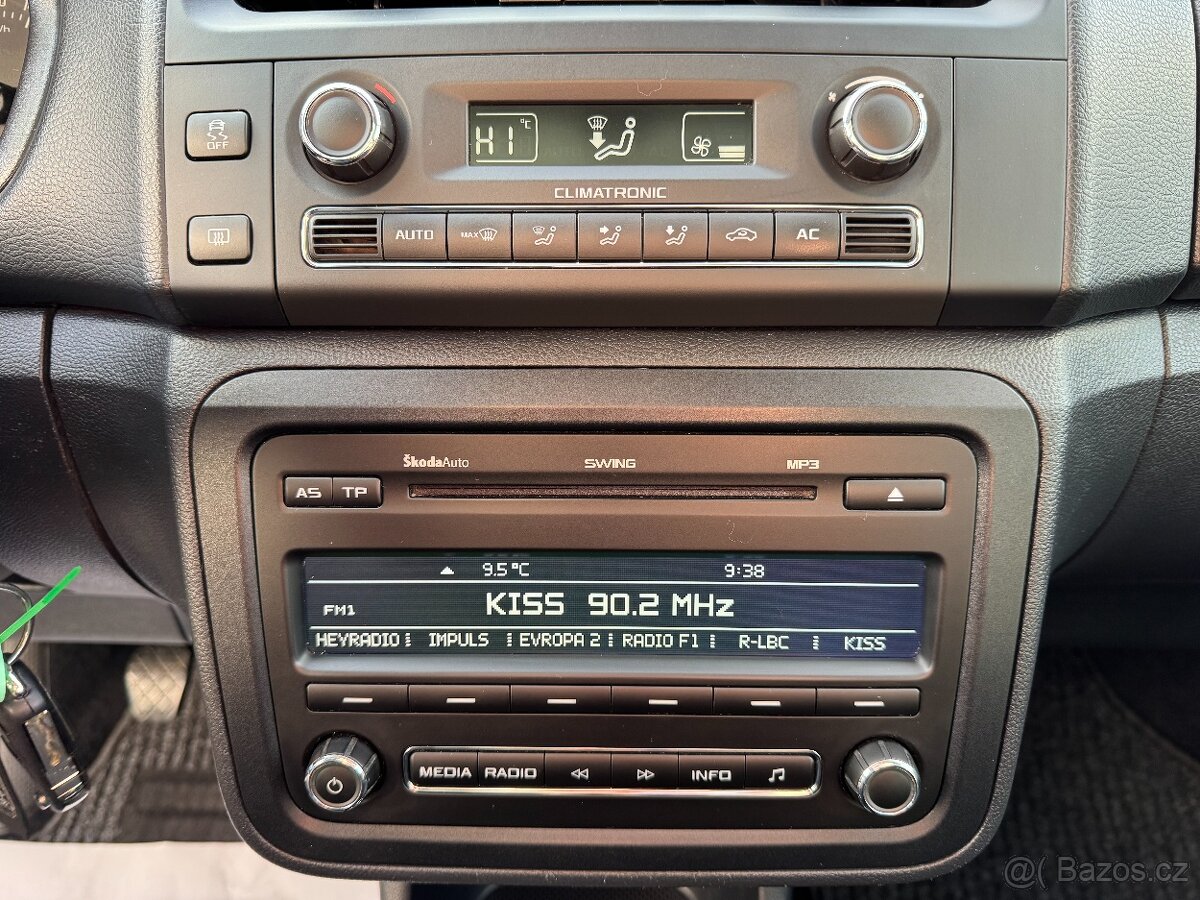 km/h
OFF
HI °C
CLIMATRONIC
AUTO MAX AC
ŠkodaAuto SWING MP3
AS TP
9.5°C 9:38
FM1 KISS 90.2 MHz
HEYRADIO IMPULS EVROPA 2 RADIO F1 R-LBC KISS
MEDIA RADIO INFO
@( Bazos.cz